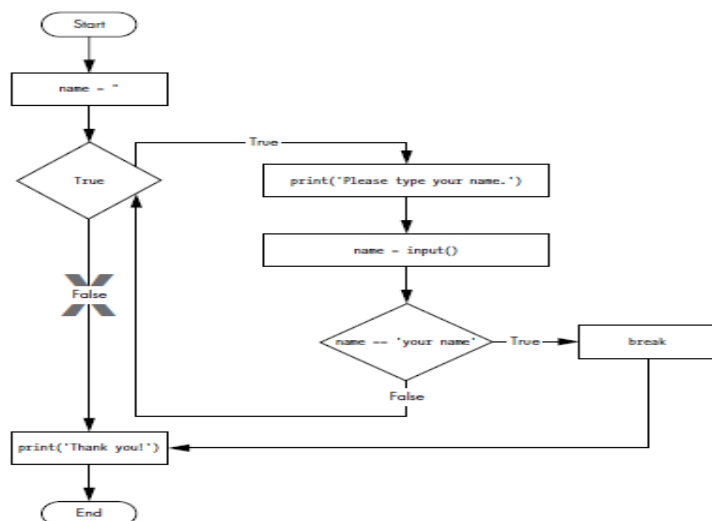 Start
name = ''
True
True
print('Please type your name.')
name = input()
False
name == 'your name'
True
break
False
print('Thank you!')
End